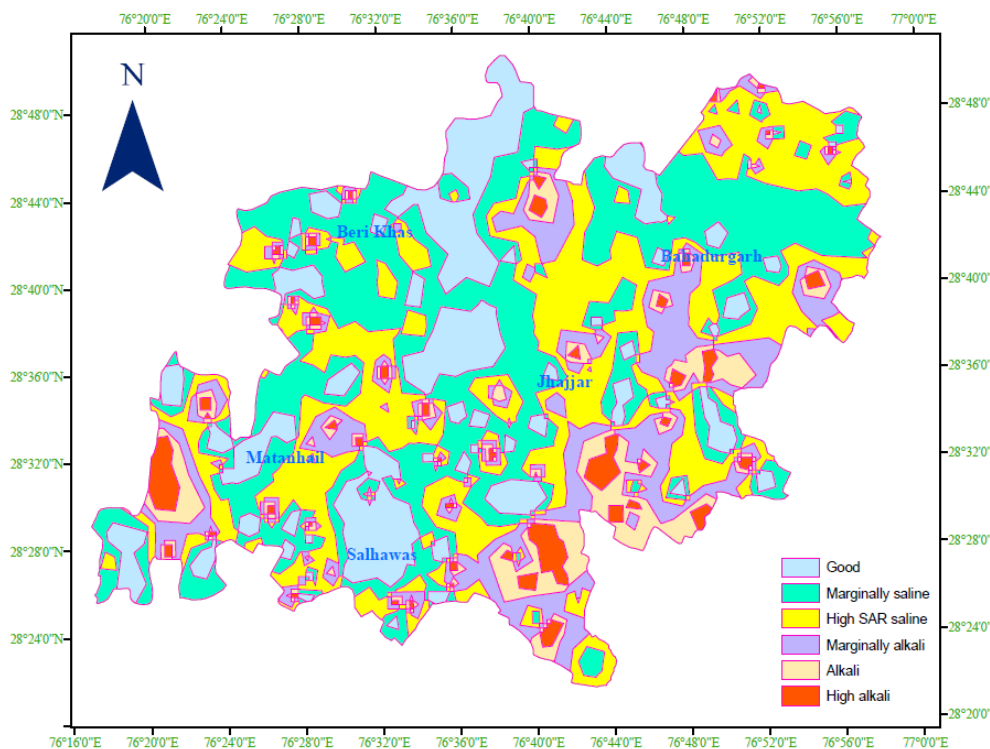 76°20'0"E 76°24'0"E 76°28'0"E 76°32'0"E 76°36'0"E 76°40'0"E 76°44'0"E 76°48'0"E 76°52'0"E 76°56'0"E 77°0'0"E
N
28°48'0"N 28°48'0"
28°44'0"N 28°44'0"
Beri Khas
Bahadurgarh
28°40'0"N 28°40'0"
28°36'0"N 28°36'0"
Jhajjar
28°32'0"N 28°32'0"
Matanhail
28°28'0"N 28°28'0"
Salhawas
28°24'0"N 28°24'0"
28°20'0"
Good
Marginally saline
High SAR saline
Marginally alkali
Alkali
High alkali
76°16'0"E 76°20'0"E 76°24'0"E 76°28'0"E 76°32'0"E 76°36'0"E 76°40'0"E 76°44'0"E 76°48'0"E 76°52'0"E 76°56'0"E 77°0'0"E